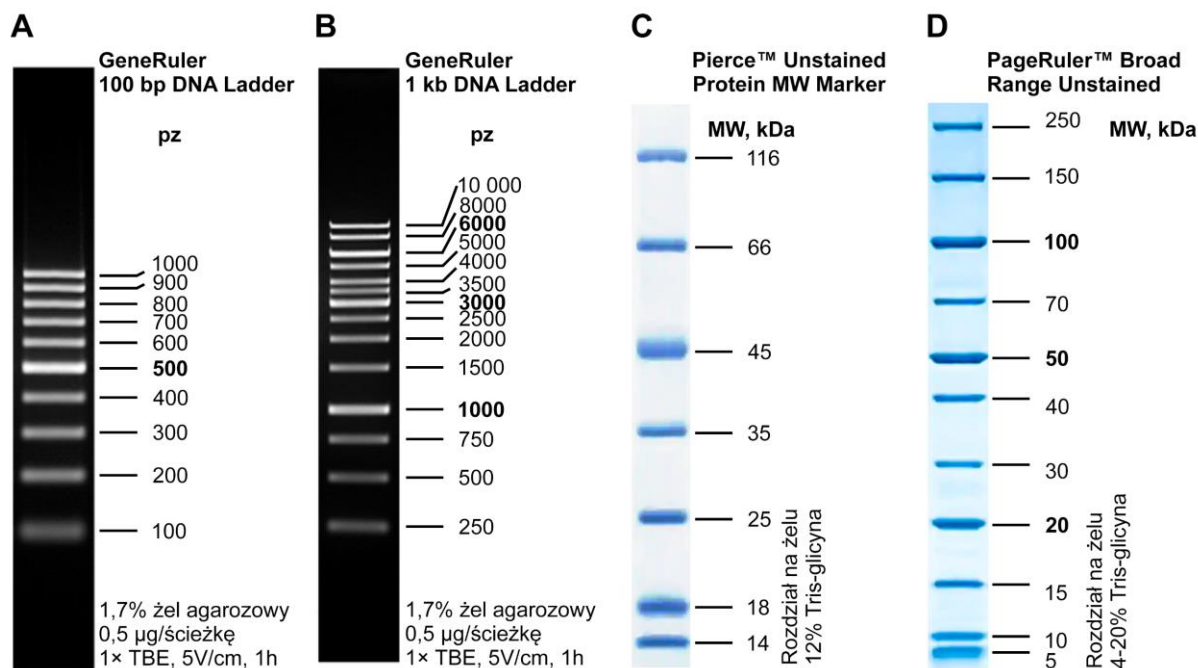 A
GeneRuler
100 bp DNA Ladder
pz
1000
900
800
700
600
500
400
300
200
100
1,7% żel agarozowy
0,5 µg/ścieżkę
1× TBE, 5V/cm, 1h
B
GeneRuler
1 kb DNA Ladder
pz
10 000
8000
6000
5000
4000
3500
3000
2500
2000
1500
1000
750
500
250
1,7% żel agarozowy
0,5 µg/ścieżkę
1× TBE, 5V/cm, 1h
C
Pierce™ Unstained
Protein MW Marker
MW, kDa
116
66
45
35
25
18
14
Rozdział na żelu
12% Tris-glicyna
D
PageRuler™ Broad
Range Unstained
MW, kDa
250
150
100
70
50
40
30
20
15
10
5
Rozdział na żelu
4-20% Tris-glicyna